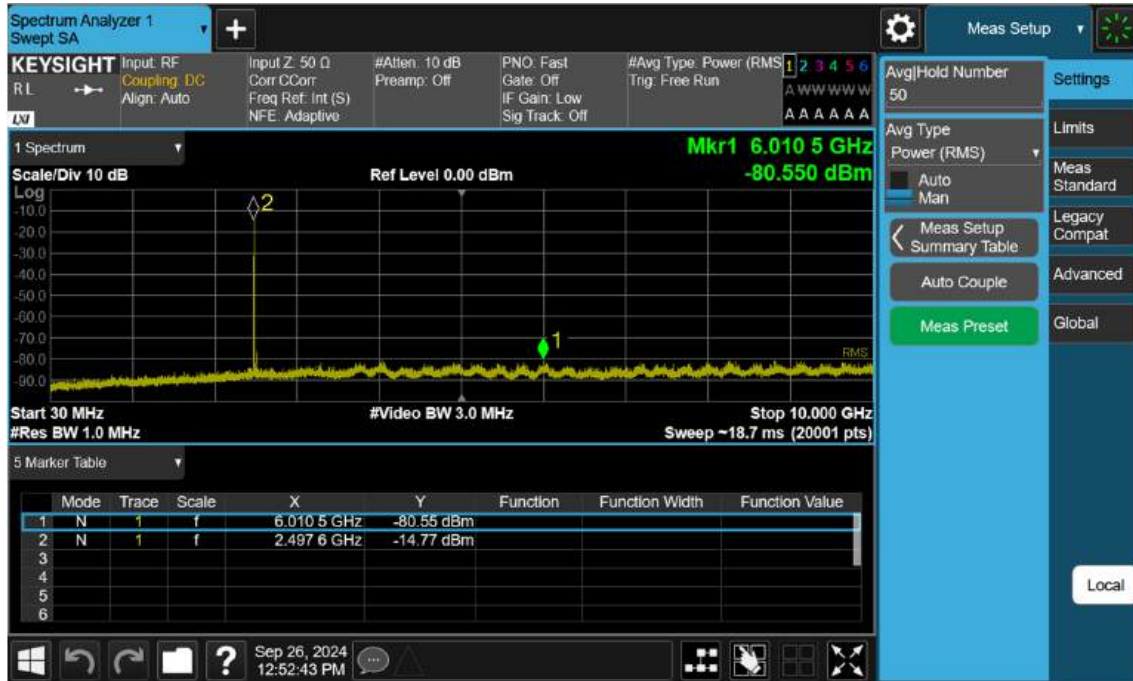 Spectrum Analyzer 1
Swept SA
+
Meas Setup
KEYSIGHT
Input: RF
Input Z: 50 Ω
#Atten: 10 dB
PNO: Fast
#Avg Type: Power (RMS)
1 2 3 4 5 6
RL
Coupling: DC
Corr CCorr
Preamp: Off
Gate: Off
Trig: Free Run
A W W W W W
Align: Auto
Freq Ref: Int (S)
IF Gain: Low
LXI
NFE: Adaptive
Sig Track: Off
A A A A A A
1 Spectrum
Mkr1 6.010 5 GHz
Scale/Div 10 dB
Ref Level 0.00 dBm
-80.550 dBm
Log
-10.0
-20.0
-30.0
-40.0
-50.0
-60.0
-70.0
-80.0
-90.0
2
1
RMS
Start 30 MHz
#Video BW 3.0 MHz
Stop 10.000 GHz
#Res BW 1.0 MHz
Sweep ~18.7 ms (20001 pts)
5 Marker Table
Mode Trace Scale X Y Function Function Width Function Value
1 N 1 f 6.010 5 GHz -80.55 dBm
2 N 1 f 2.497 6 GHz -14.77 dBm
3
4
5
6
Avg|Hold Number
50
Avg Type
Power (RMS)
Auto
Man
Meas Setup
Summary Table
Auto Couple
Meas Preset
Settings
Limits
Meas
Standard
Legacy
Compat
Advanced
Global
Local
?
Sep 26, 2024
12:52:43 PM